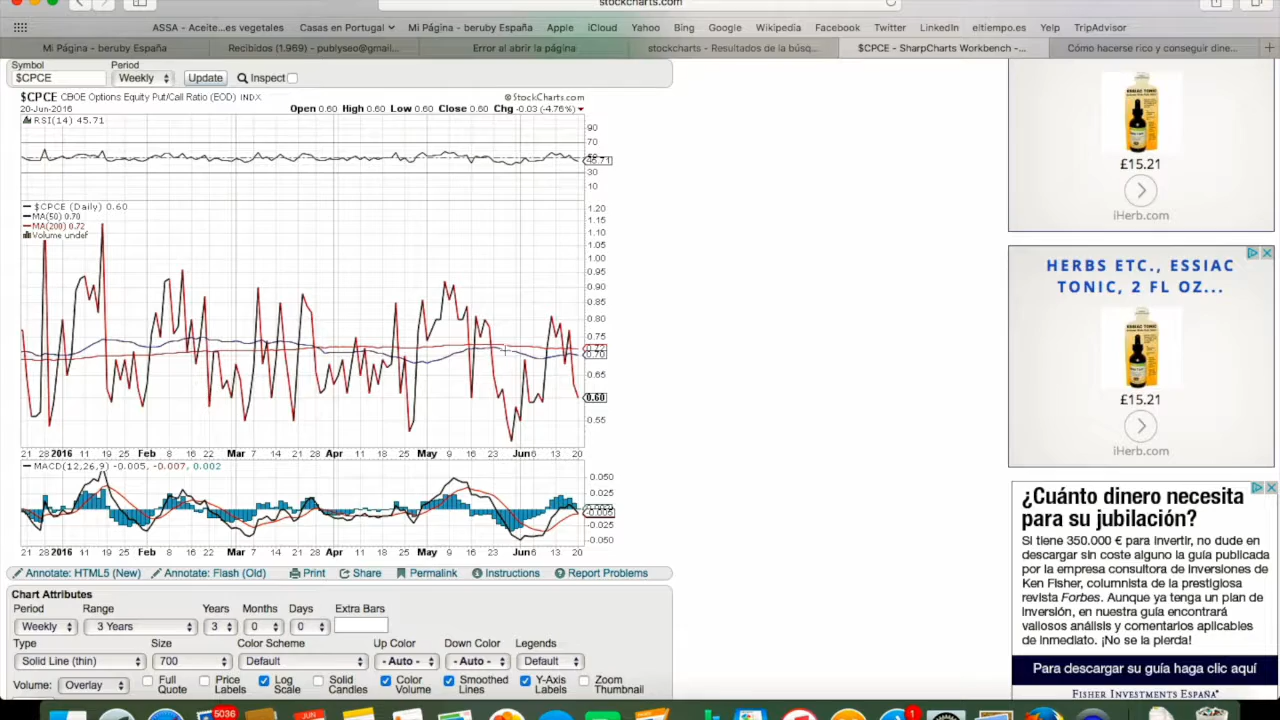 stockcharts.com
ASSA - Aceite...es vegetales Casas en Portugal Mi Página - beruby España Apple iCloud Yahoo Bing Google Wikipedia Facebook Twitter LinkedIn eltiempo.es Yelp TripAdvisor
Mi Página - beruby España Recibidos (1.969) - publyseo@gmail... Error al abrir la página stockcharts - Resultados de la búsq... $CPCE - SharpCharts Workbench -... Cómo hacerse rico y conseguir dine...
Symbol Period
$CPCE Weekly Update Inspect
$CPCE CBOE Options Equity Put/Call Ratio (EOD) INDX © StockCharts.com
20-Jun-2016 Open 0.60 High 0.60 Low 0.60 Close 0.60 Chg -0.03 (-4.76%)
RSI(14) 45.71
90
70
50
45.71
30
10
$CPCE (Daily) 0.60
MA(50) 0.70
MA(200) 0.72
Volume undef
1.20
1.15
1.10
1.05
1.00
0.95
0.90
0.85
0.80
0.75
0.72
0.70
0.65
0.60
0.55
21 28 2016 11 19 25 Feb 8 16 22 Mar 7 14 21 28 Apr 11 18 25 May 9 16 23 Jun 6 13 20
MACD(12,26,9) -0.005, -0.007, 0.002
0.050
0.025
-0.005
-0.025
-0.050
21 28 2016 11 19 25 Feb 8 16 22 Mar 7 14 21 28 Apr 11 18 25 May 9 16 23 Jun 6 13 20
Annotate: HTML5 (New) Annotate: Flash (Old) Print Share Permalink Instructions Report Problems
Chart Attributes
Period Range Years Months Days Extra Bars
Weekly 3 Years 3 0 0
Type Size Color Scheme Up Color Down Color Legends
Solid Line (thin) 700 Default - Auto - - Auto - Default
Volume: Overlay Full Quote Price Labels Log Scale Solid Candles Color Volume Smoothed Lines Y-Axis Labels Zoom Thumbnail
£15.21
iHerb.com
HERBS ETC., ESSIAC
TONIC, 2 FL OZ...
£15.21
iHerb.com
¿Cuánto dinero necesita
para su jubilación?
Si tiene 350.000 € para invertir, no dude en
descargar sin coste alguno la guía publicada
por la empresa consultora de inversiones de
Ken Fisher, columnista de la prestigiosa
revista Forbes. Aunque ya tenga un plan de
inversión, en nuestra guía encontrará
valiosos análisis y comentarios aplicables
de inmediato. ¡No se la pierda!
Para descargar su guía haga clic aquí
FISHER INVESTMENTS ESPAÑA
5036
JUN
1